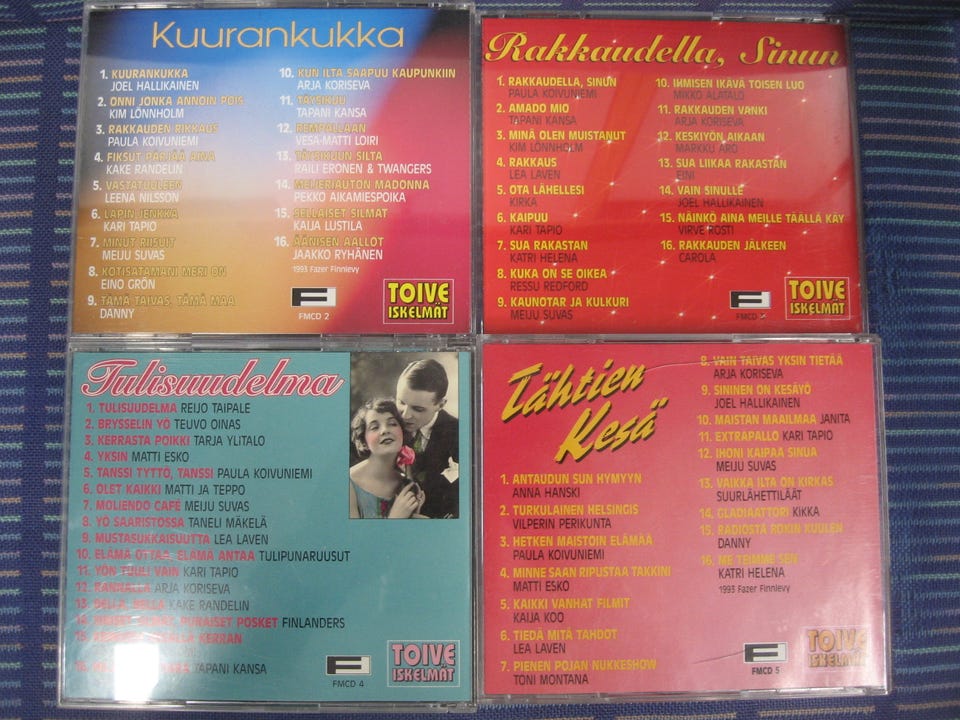 Kuurankukka
1. KUURANKUKKA
JOEL HALLIKAINEN
2. ONNI JONKA ANNOIN POIS
KIM LÖNNHOLM
3. RAKKAUDEN RIKKAUS
PAULA KOIVUNIEMI
4. FIKSUT PÄRJÄÄ AINA
KAKE RANDELIN
5. VASTATUULEEN
LEENA NILSSON
6. LAPIN JENKKA
KARI TAPIO
7. MINUT RIISUIT
MEIJU SUVAS
8. KOTISATAMANI MERI ON
EINO GRÖN
9. TÄMÄ TAIVAS, TÄMÄ MAA
DANNY
10. KUN ILTA SAAPUU KAUPUNKIIN
ARJA KORISEVA
11. TÄYSIKUU
TAPANI KANSA
12. REMPALLAAN
VESA-MATTI LOIRI
13. TÄYSIKUUN SILTA
RAILI ERONEN & TWANGERS
14. MEIJERIAUTON MADONNA
PEKKO AIKAMIESPOIKA
15. SELLAISET SILMÄT
KAIJA LUSTILA
16. ÄÄNISEN AALLOT
JAAKKO RYHÄNEN
1993 Fazer Finnlevy
F
FMCD 2
TOIVE
ISKELMÄT
Rakkaudella, Sinun
1. RAKKAUDELLA, SINUN
PAULA KOIVUNIEMI
2. AMADO MIO
TAPANI KANSA
3. MINÄ OLEN MUISTANUT
KIM LÖNNHOLM
4. RAKKAUS
LEA LAVEN
5. OTA LÄHELLESI
KIRKA
6. KAIPUU
KARI TAPIO
7. SUA RAKASTAN
KATRI HELENA
8. KUKA ON SE OIKEA
RESSU REDFORD
9. KAUNOTAR JA KULKURI
MEIJU SUVAS
10. IHMISEN IKÄVÄ TOISEN LUO
MIKKO ALATALO
11. RAKKAUDEN VANKI
ARJA KORISEVA
12. KESKIYÖN AIKAAN
MARKKU ARO
13. SUA LIIKAA RAKASTAN
EINI
14. VAIN SINULLE
JOEL HALLIKAINEN
15. NÄINKÖ AINA MEILLE TÄÄLLÄ KÄY
VIRVE ROSTI
16. RAKKAUDEN JÄLKEEN
CAROLA
F
FMCD
TOIVE
ISKELMÄT
Tulisuudelma
1. TULISUUDELMA REIJO TAIPALE
2. BRYSSELIN YÖ TEUVO OINAS
3. KERRASTA POIKKI TARJA YLITALO
4. YKSIN MATTI ESKO
5. TANSSI TYTTÖ, TANSSI PAULA KOIVUNIEMI
6. OLET KAIKKI MATTI JA TEPPO
7. MOLIENDO CAFÉ MEIJU SUVAS
8. YÖ SAARISTOSSA TANELI MÄKELÄ
9. MUSTASUKKAISUUTTA LEA LAVEN
10. ELÄMÄ OTTAA, ELÄMÄ ANTAA TULIPUNARUUSUT
11. YÖN TUULI VAIN KARI TAPIO
12. RANNALLA ARJA KORISEVA
13. BELLA, BELLA KAKE RANDELIN
14. SINISET SILMÄT, PUNAISET POSKET FINLANDERS
15. KERRAN
16. TAPANI KANSA
F
FMCD 4
TOIVE
ISKELMÄT
Tähtien
Kesä
1. ANTAUDUN SUN HYMYYN
ANNA HANSKI
2. TURKULAINEN HELSINGIS
VILPERIN PERIKUNTA
3. HETKEN MAISTOIN ELÄMÄÄ
PAULA KOIVUNIEMI
4. MINNE SAAN RIPUSTAA TAKKINI
MATTI ESKO
5. KAIKKI VANHAT FILMIT
KAIJA KOO
6. TIEDÄ MITÄ TAHDOT
LEA LAVEN
7. PIENEN POJAN NUKKESHOW
TONI MONTANA
8. VAIN TAIVAS YKSIN TIETÄÄ
ARJA KORISEVA
9. SININEN ON KESÄYÖ
JOEL HALLIKAINEN
10. MAISTAN MAAILMAA JANITA
11. EXTRAPALLO KARI TAPIO
12. IHONI KAIPAA SINUA
MEIJU SUVAS
13. VAIKKA ILTA ON KIRKAS
SUURLÄHETTILÄÄT
14. GLADIAATTORI KIKKA
15. RADIOSTA ROKIN KUULEN
DANNY
16. ME TEIMME SEN
KATRI HELENA
1993 Fazer Finnlevy
F
FMCD 5
TOIVE
ISKELMÄT